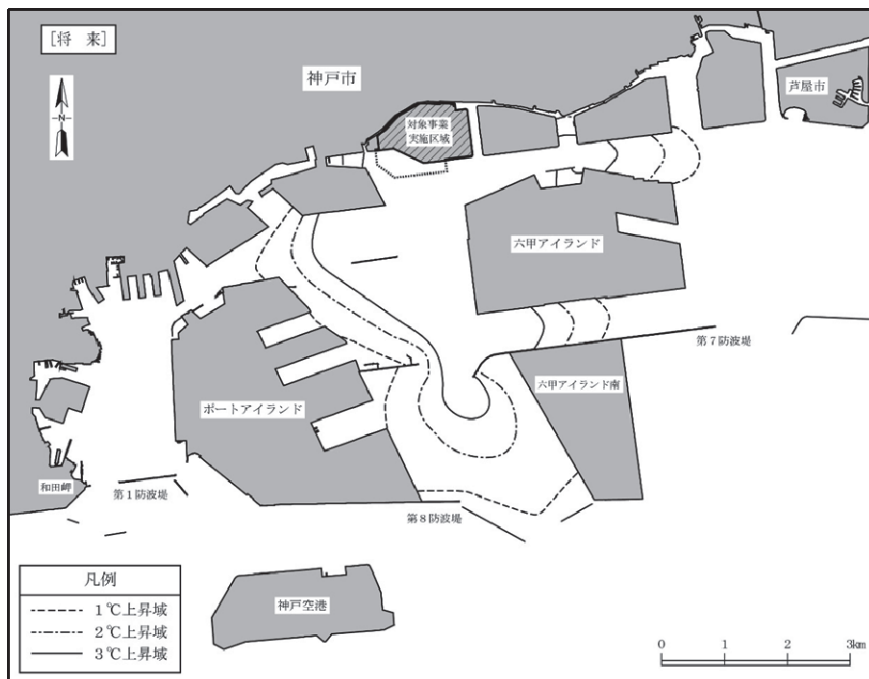 [将 来]
神戸市
芦屋市
N
対象事業
実施区域
六甲アイランド
第7防波堤
六甲アイランド南
ポートアイランド
和田岬
第1防波堤
第8防波堤
神戸空港
凡例
1℃上昇域
2℃上昇域
3℃上昇域
0 1 2 3km